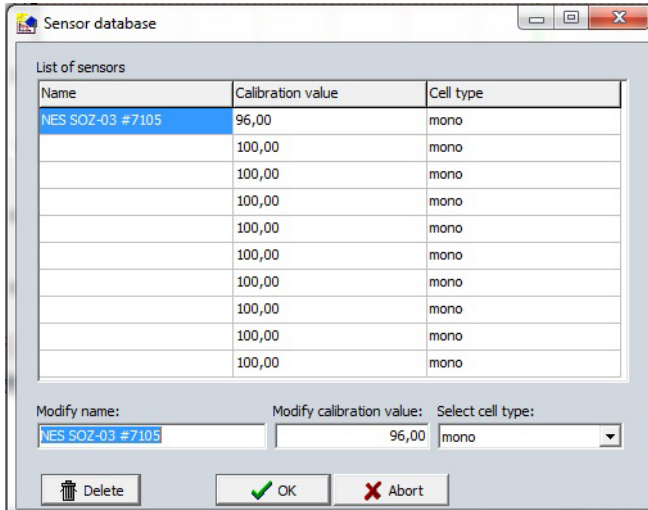 Sensor database
List of sensors
Name Calibration value Cell type
NES SOZ-03 #7105 96,00 mono
100,00 mono
100,00 mono
100,00 mono
100,00 mono
100,00 mono
100,00 mono
100,00 mono
100,00 mono
100,00 mono
Modify name: Modify calibration value: Select cell type:
NES SOZ-03 #7105 96,00 mono
Delete OK Abort